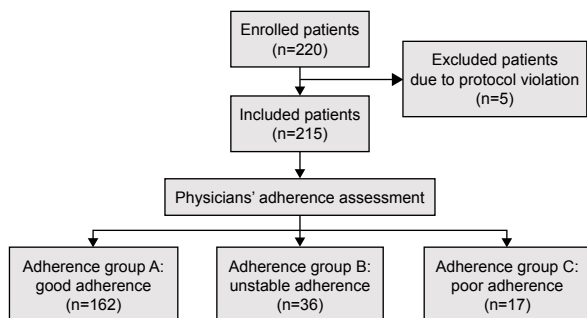 Enrolled patients
(n=220)
Excluded patients
due to protocol violation
(n=5)
Included patients
(n=215)
Physicians’ adherence assessment
Adherence group A:
good adherence
(n=162)
Adherence group B:
unstable adherence
(n=36)
Adherence group C:
poor adherence
(n=17)